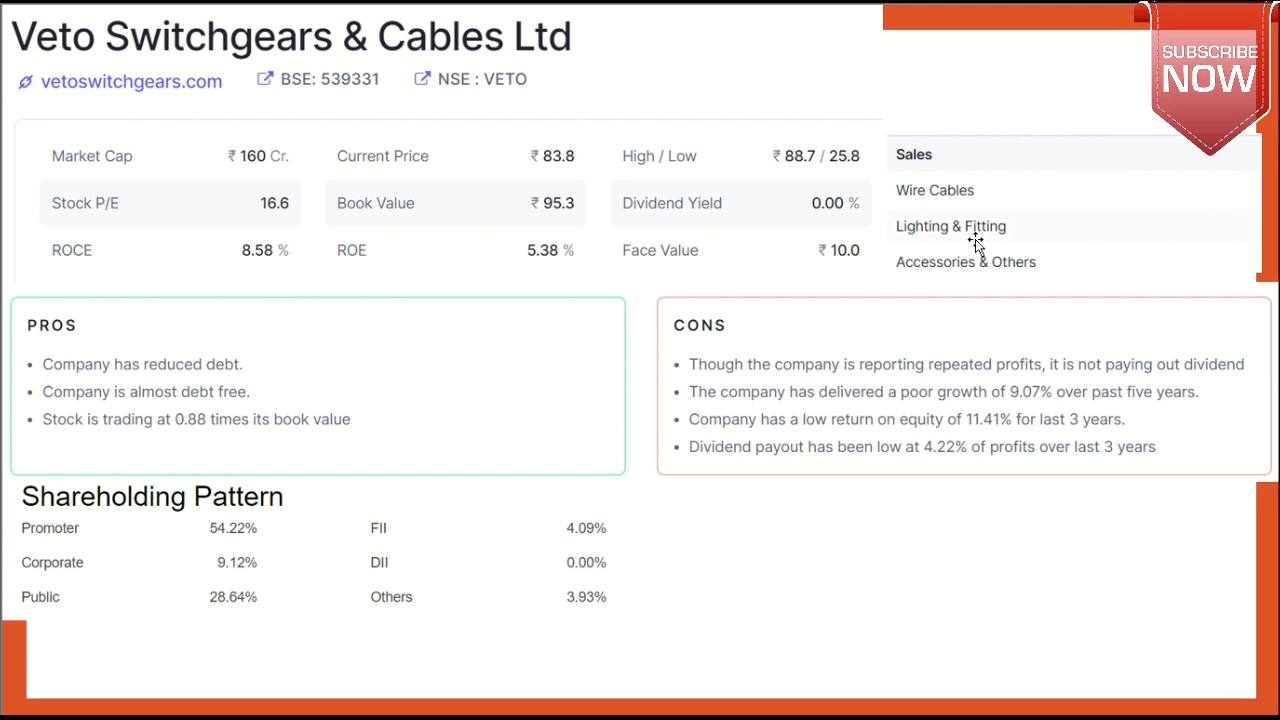 Veto Switchgears & Cables Ltd
SUBSCRIBE
NOW
vetoswitchgears.com BSE: 539331 NSE : VETO
Market Cap ₹ 160 Cr. Current Price ₹ 83.8 High / Low ₹ 88.7 / 25.8
Stock P/E 16.6 Book Value ₹ 95.3 Dividend Yield 0.00 %
ROCE 8.58 % ROE 5.38 % Face Value ₹ 10.0
Sales
Wire Cables
Lighting & Fitting
Accessories & Others
PROS
• Company has reduced debt.
• Company is almost debt free.
• Stock is trading at 0.88 times its book value
CONS
• Though the company is reporting repeated profits, it is not paying out dividend
• The company has delivered a poor growth of 9.07% over past five years.
• Company has a low return on equity of 11.41% for last 3 years.
• Dividend payout has been low at 4.22% of profits over last 3 years
Shareholding Pattern
Promoter 54.22% FII 4.09%
Corporate 9.12% DII 0.00%
Public 28.64% Others 3.93%